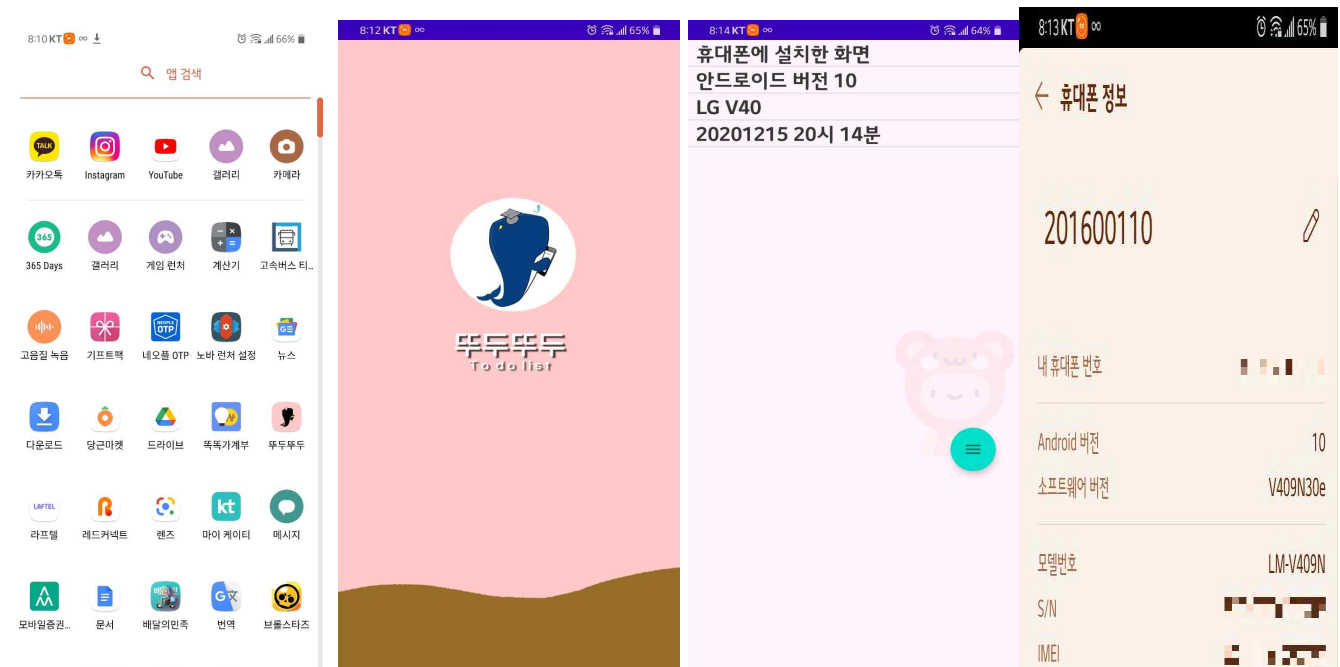 8:10 KT ∞ 66%
앱 검색
TALK
카카오톡 Instagram YouTube 갤러리 카메라
365
365 Days 갤러리 게임 런처 계산기 고속버스 티...
NEOPLE OTP GE
고음질 녹음 기프트팩 네오플 OTP 노바 런처 설정 뉴스
다운로드 당근마켓 드라이브 똑똑가계부 뚜두뚜두
LAFTEL kt
라프텔 레드커넥트 렌즈 마이 케이티 메시지
G文
모바일증권... 문서 배달의민족 번역 브롤스타즈
8:12 KT ∞ 65%
뚜두뚜두
To do list
8:14 KT ∞ 64%
휴대폰에 설치한 화면
안드로이드 버전 10
LG V40
20201215 20시 14분
8:13 KT ∞ 65%
휴대폰 정보
201600110
내 휴대폰 번호
Android 버전 10
소프트웨어 버전 V409N30e
모델번호 LM-V409N
S/N
IMEI